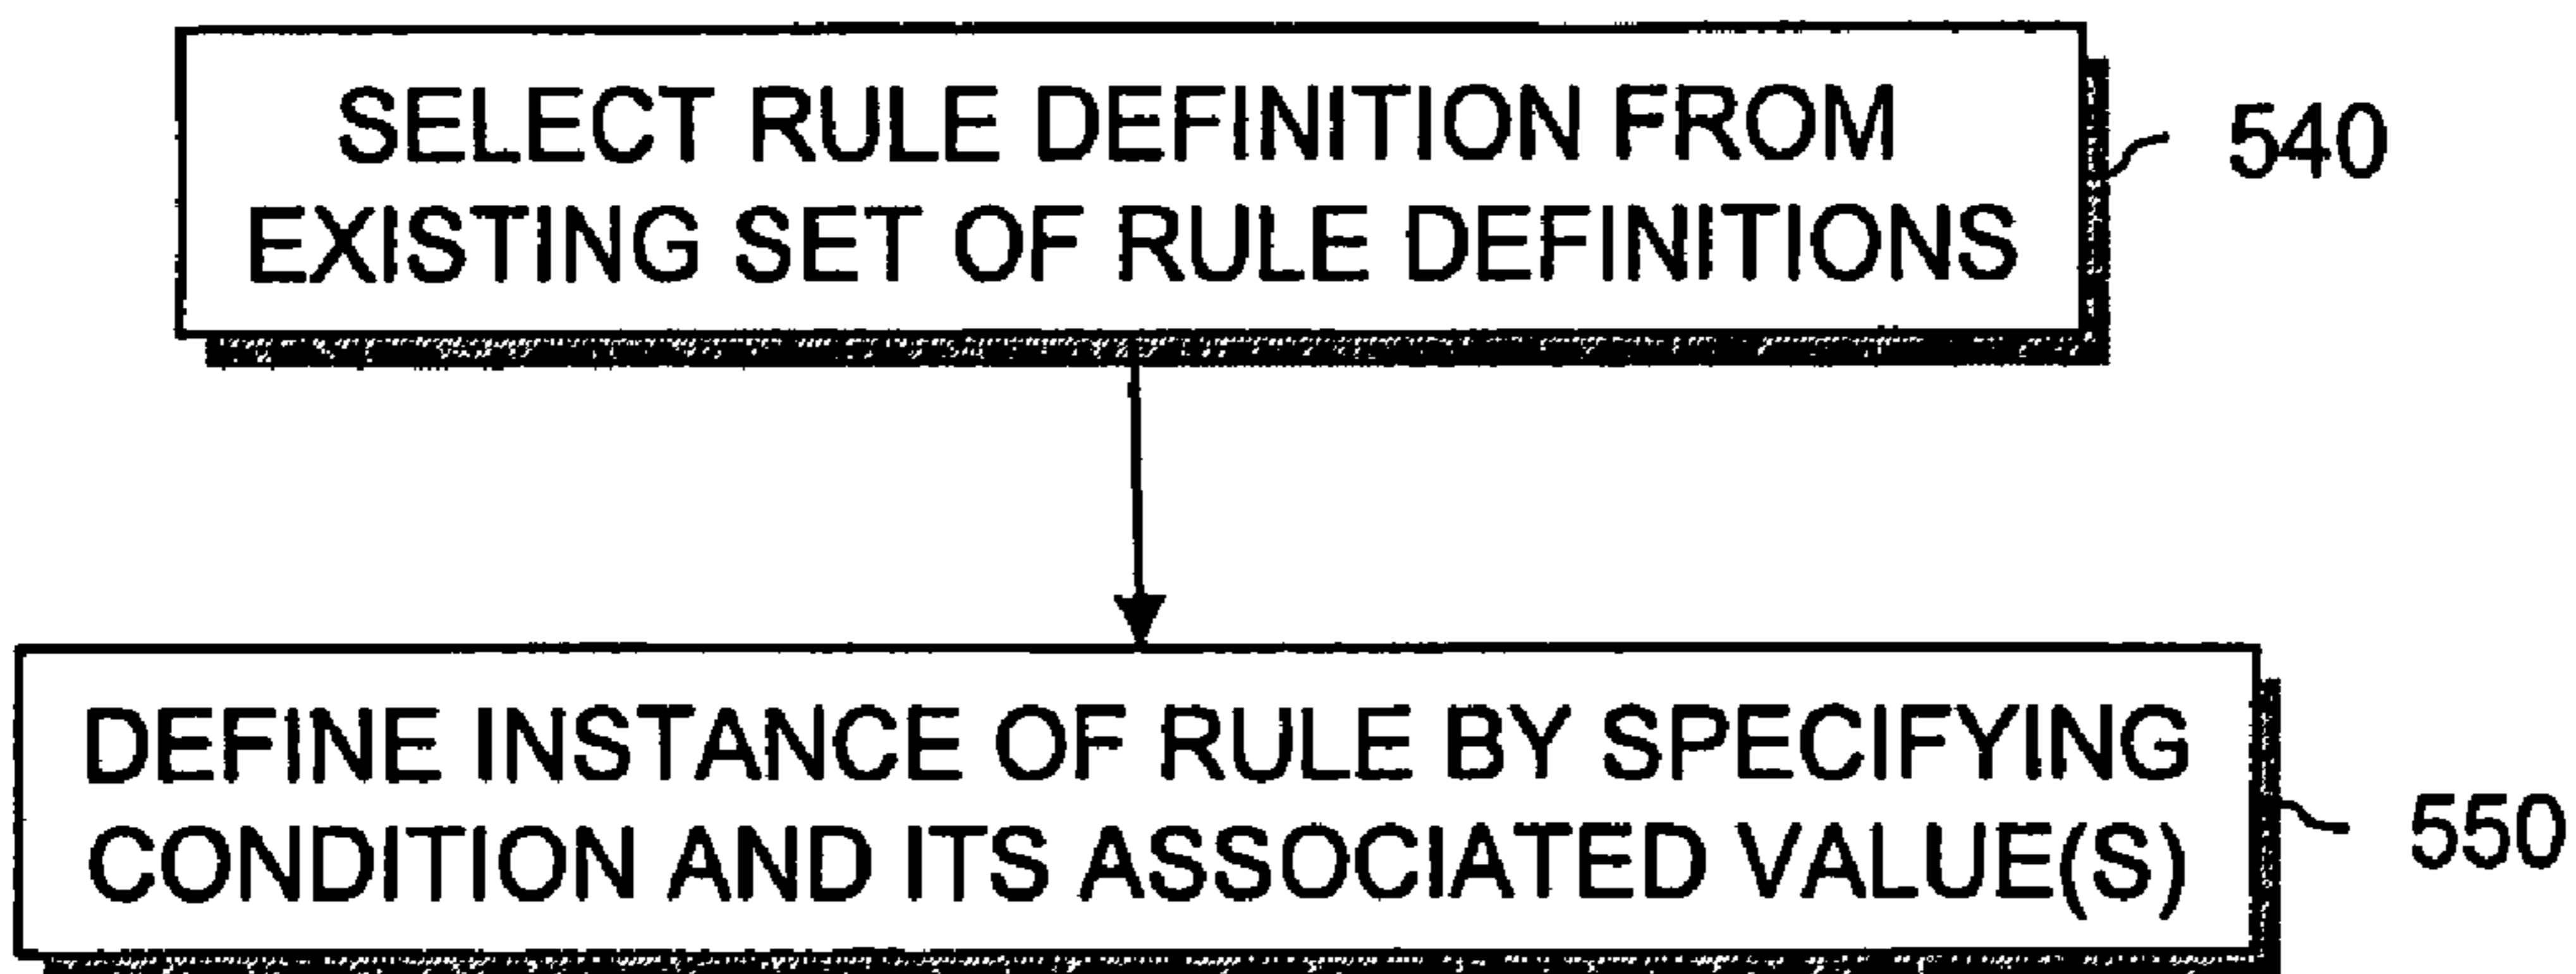 SELECT RULE DEFINITION FROM
EXISTING SET OF RULE DEFINITIONS
540
DEFINE INSTANCE OF RULE BY SPECIFYING
CONDITION AND ITS ASSOCIATED VALUE(S)
550